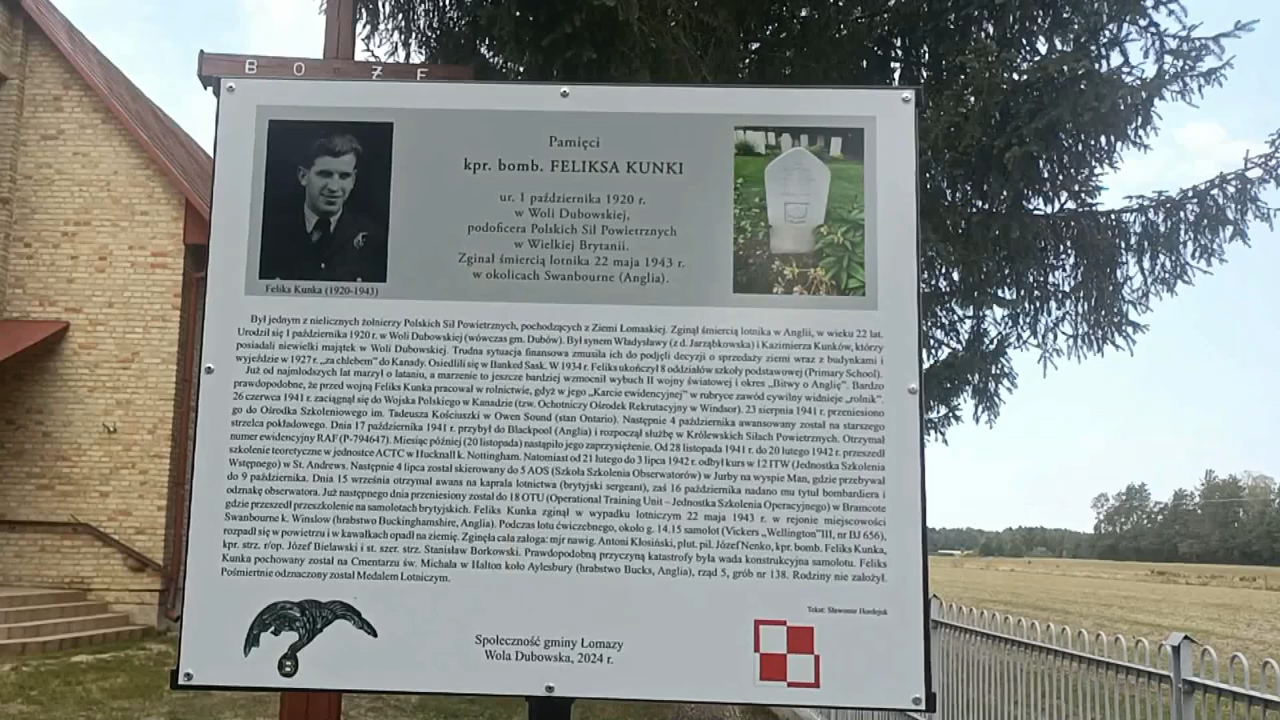 B O Ż E
Pamięci
kpr. bomb. FELIKSA KUNKI
ur. 1 października 1920 r.
w Woli Dubowskiej,
podoficera Polskich Sił Powietrznych
w Wielkiej Brytanii.
Zginął śmiercią lotnika 22 maja 1943 r.
w okolicach Swanbourne (Anglia).
Feliks Kunka (1920-1943)
Był jednym z nielicznych żołnierzy Polskich Sił Powietrznych, pochodzących z Ziemi Łomaskiej. Zginął śmiercią lotnika w Anglii, w wieku 22 lat.
Urodził się 1 października 1920 r. w Woli Dubowskiej (wówczas gm. Dubów). Był synem Władysławy (z d. Jarząbkowska) i Kazimierza Kunków, którzy
posiadali niewielki majątek w Woli Dubowskiej. Trudna sytuacja finansowa zmusiła ich do podjęli decyzji o sprzedaży ziemi wraz z budynkami i
wyjeździe w 1927 r. „za chlebem” do Kanady. Osiedlili się w Banked Sask. W 1934 r. Feliks ukończył 8 oddziałów szkoły podstawowej (Primary School).
Już od najmłodszych lat marzył o lataniu, a marzenie to jeszcze bardziej wzmocnił wybuch II wojny światowej i okres „Bitwy o Anglię”. Bardzo
prawdopodobne, że przed wojną Feliks Kunka pracował w rolnictwie, gdyż w jego „Karcie ewidencyjnej” w rubryce zawód cywilny widnieje „rolnik”.
26 czerwca 1941 r. zaciągnął się do Wojska Polskiego w Kanadzie (tzw. Ochotniczy Ośrodek Rekrutacyjny w Windsor). 23 sierpnia 1941 r. przeniesiono
go do Ośrodka Szkoleniowego im. Tadeusza Kościuszki w Owen Sound (stan Ontario). Następnie 4 października awansowany został na starszego
strzelca pokładowego. Dnia 17 października 1941 r. przybył do Blackpool (Anglia) i rozpoczął służbę w Królewskich Siłach Powietrznych. Otrzymał
numer ewidencyjny RAF (P-794647). Miesiąc później (20 listopada) nastąpiło jego zaprzysiężenie. Od 28 listopada 1941 r. do 20 lutego 1942 r. przeszedł
szkolenie teoretyczne w jednostce ACTC w Hucknall k. Nottingham. Natomiast od 21 lutego do 3 lipca 1942 r. odbył kurs w 12 ITW (Jednostka Szkolenia
Wstępnego) w St. Andrews. Następnie 4 lipca został skierowany do 5 AOS (Szkoła Szkolenia Obserwatorów) w Jurby na wyspie Man, gdzie przebywał
do 9 października. Dnia 15 września otrzymał awans na kaprala lotnictwa (brytyjski sergeant), zaś 16 października nadano mu tytuł bombardiera i
odznakę obserwatora. Już następnego dnia przeniesiony został do 18 OTU (Operational Training Unit – Jednostka Szkolenia Operacyjnego) w Bramcote
gdzie przeszedł przeszkolenie na samolotach brytyjskich. Feliks Kunka zginął w wypadku lotniczym 22 maja 1943 r. w rejonie miejscowości
Swanbourne k. Winslow (hrabstwo Buckinghamshire, Anglia). Podczas lotu ćwiczebnego, około g. 14.15 samolot (Vickers „Wellington”III, nr BJ 656),
rozpadł się w powietrzu i w kawałkach opadł na ziemię. Zginęła cała załoga: mjr nawig. Antoni Kłosiński, plut. pil. Józef Nenko, kpr. bomb. Feliks Kunka,
kpr. strz. r/op. Józef Bielawski i st. szer. strz. Stanisław Borkowski. Prawdopodobną przyczyną katastrofy była wada konstrukcyjna samolotu. Feliks
Kunka pochowany został na Cmentarzu św. Michała w Halton koło Aylesbury (hrabstwo Bucks, Anglia), rząd 5, grób nr 138. Rodziny nie założył.
Pośmiertnie odznaczony został Medalem Lotniczym.
Tekst: Sławomir Hordejuk
B
Społeczność gminy Łomazy
Wola Dubowska, 2024 r.